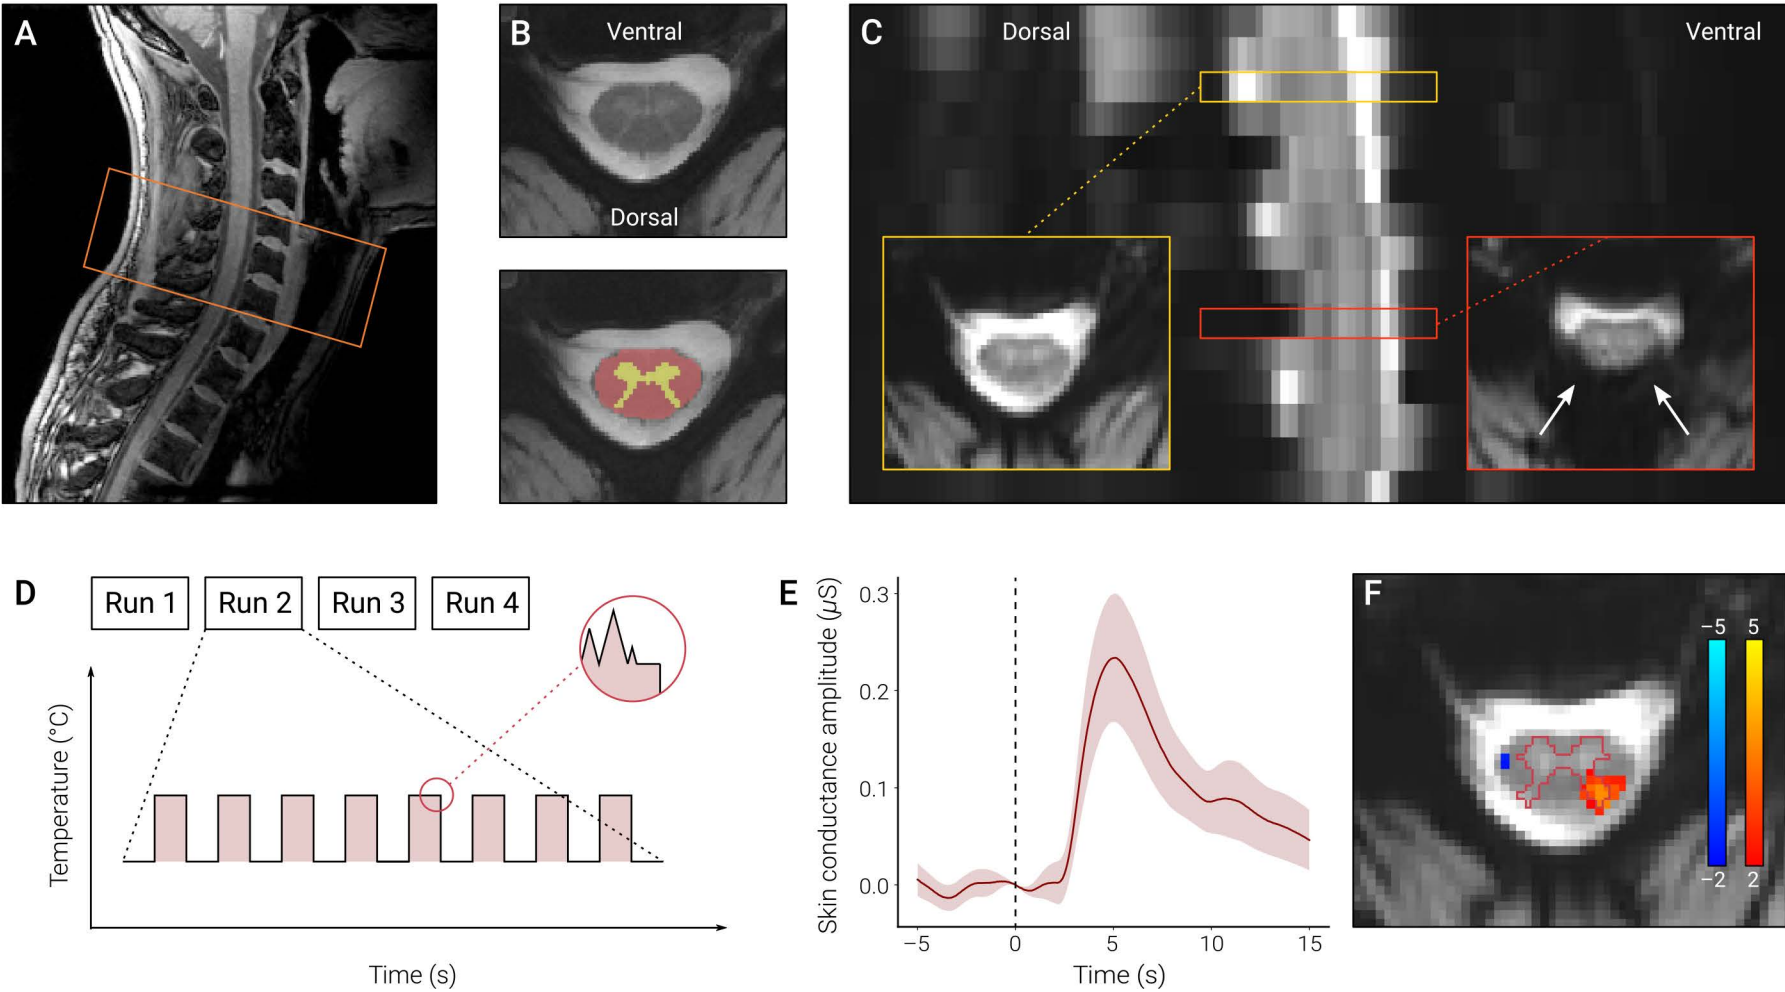 A
B
Ventral
Dorsal
C
Dorsal
Ventral
D
Run 1
Run 2
Run 3
Run 4
Temperature (°C)
Time (s)
E
Skin conductance amplitude (µS)
0.3
0.2
0.1
0.0
−5
0
5
10
15
Time (s)
F
−5
5
−2
2